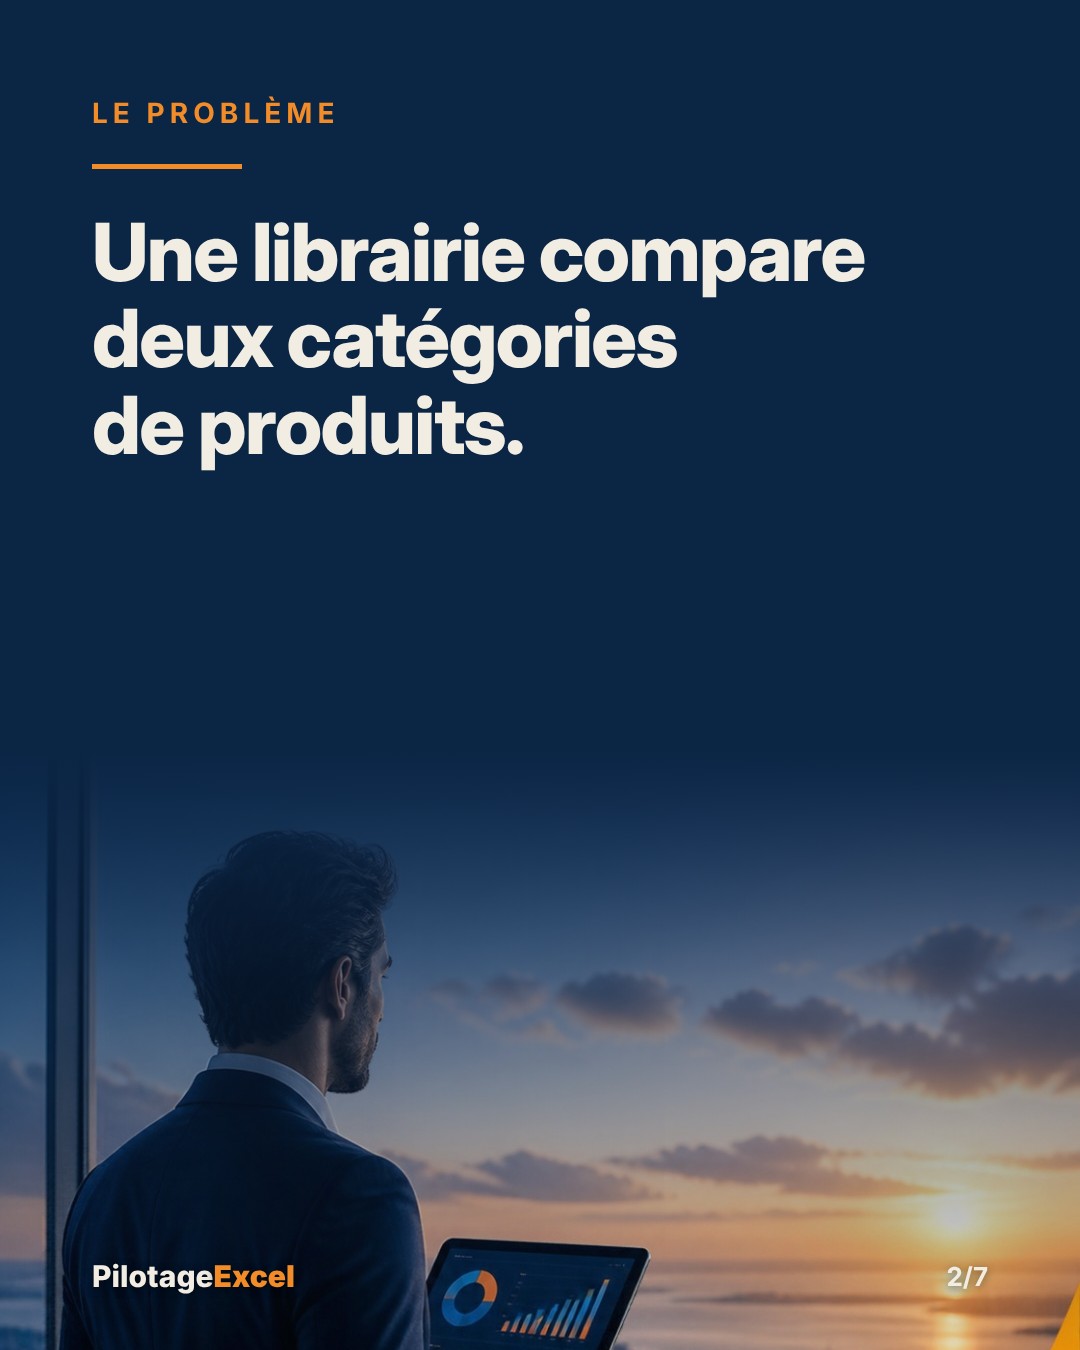 LE PROBLÈME
Une librairie compare
deux catégories
de produits.
PilotageExcel
2/7